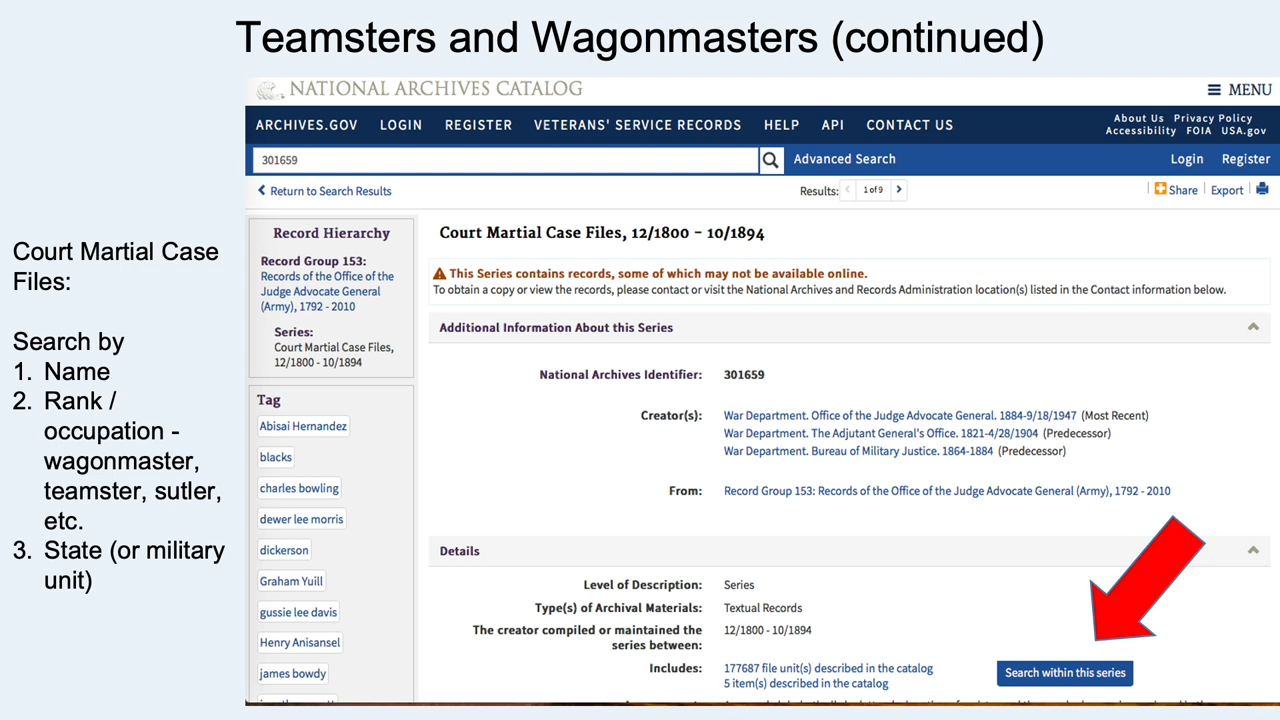 Teamsters and Wagonmasters (continued)
NATIONAL ARCHIVES CATALOG
MENU
ARCHIVES.GOV LOGIN REGISTER VETERANS' SERVICE RECORDS HELP API CONTACT US
About Us Privacy Policy
Accessibility FOIA USA.gov
301659
Advanced Search
Login Register
Return to Search Results
Results: 1 of 9
Share Export
Court Martial Case
Files:
Search by
1. Name
2. Rank /
occupation -
wagonmaster,
teamster, sutler,
etc.
3. State (or military
unit)
Record Hierarchy
Record Group 153:
Records of the Office of the
Judge Advocate General
(Army), 1792 - 2010
Series:
Court Martial Case Files,
12/1800 - 10/1894
Tag
Abisai Hernandez
blacks
charles bowling
dewer lee morris
dickerson
Graham Yuill
gussie lee davis
Henry Anisansel
james bowdy
Court Martial Case Files, 12/1800 - 10/1894
This Series contains records, some of which may not be available online.
To obtain a copy or view the records, please contact or visit the National Archives and Records Administration location(s) listed in the Contact information below.
Additional Information About this Series
National Archives Identifier: 301659
Creator(s): War Department. Office of the Judge Advocate General. 1884-9/18/1947 (Most Recent)
War Department. The Adjutant General's Office. 1821-4/28/1904 (Predecessor)
War Department. Bureau of Military Justice. 1864-1884 (Predecessor)
From: Record Group 153: Records of the Office of the Judge Advocate General (Army), 1792 - 2010
Details
Level of Description: Series
Type(s) of Archival Materials: Textual Records
The creator compiled or maintained the 12/1800 - 10/1894
series between:
Includes: 177687 file unit(s) described in the catalog
5 item(s) described in the catalog
Search within this series